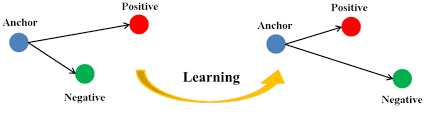 Positive
Anchor
Negative
Learning
Positive
Anchor
Negative